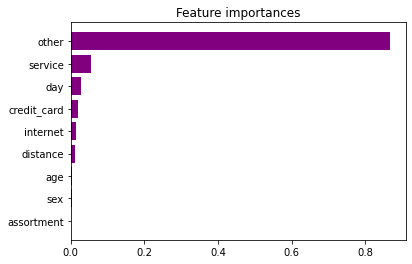 Feature importances
other
service
day
credit_card
internet
distance
age
sex
assortment
0.0 0.2 0.4 0.6 0.8